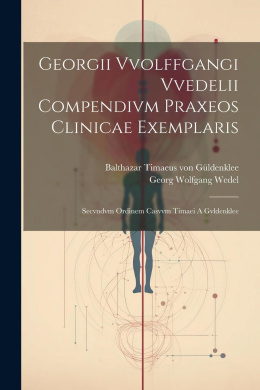 Georgii Vvolffgangi
Vvedelii
Compendivm Praxeos
Clinicae Exemplaris
Balthazar Timaeus von Güldenklee
Georg Wolfgang Wedel
Secvndvm Ordinem Casvvm Timaei A Gvldenklee